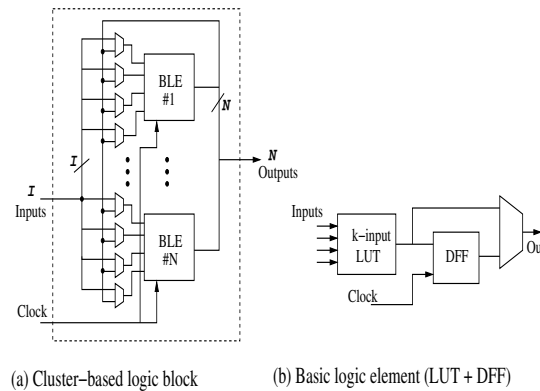 BLE
#1
N
I
I
Inputs
N
Outputs
BLE
#N
Clock
Inputs
k-input
LUT
DFF
Clock
Out
(a) Cluster-based logic block
(b) Basic logic element (LUT + DFF)